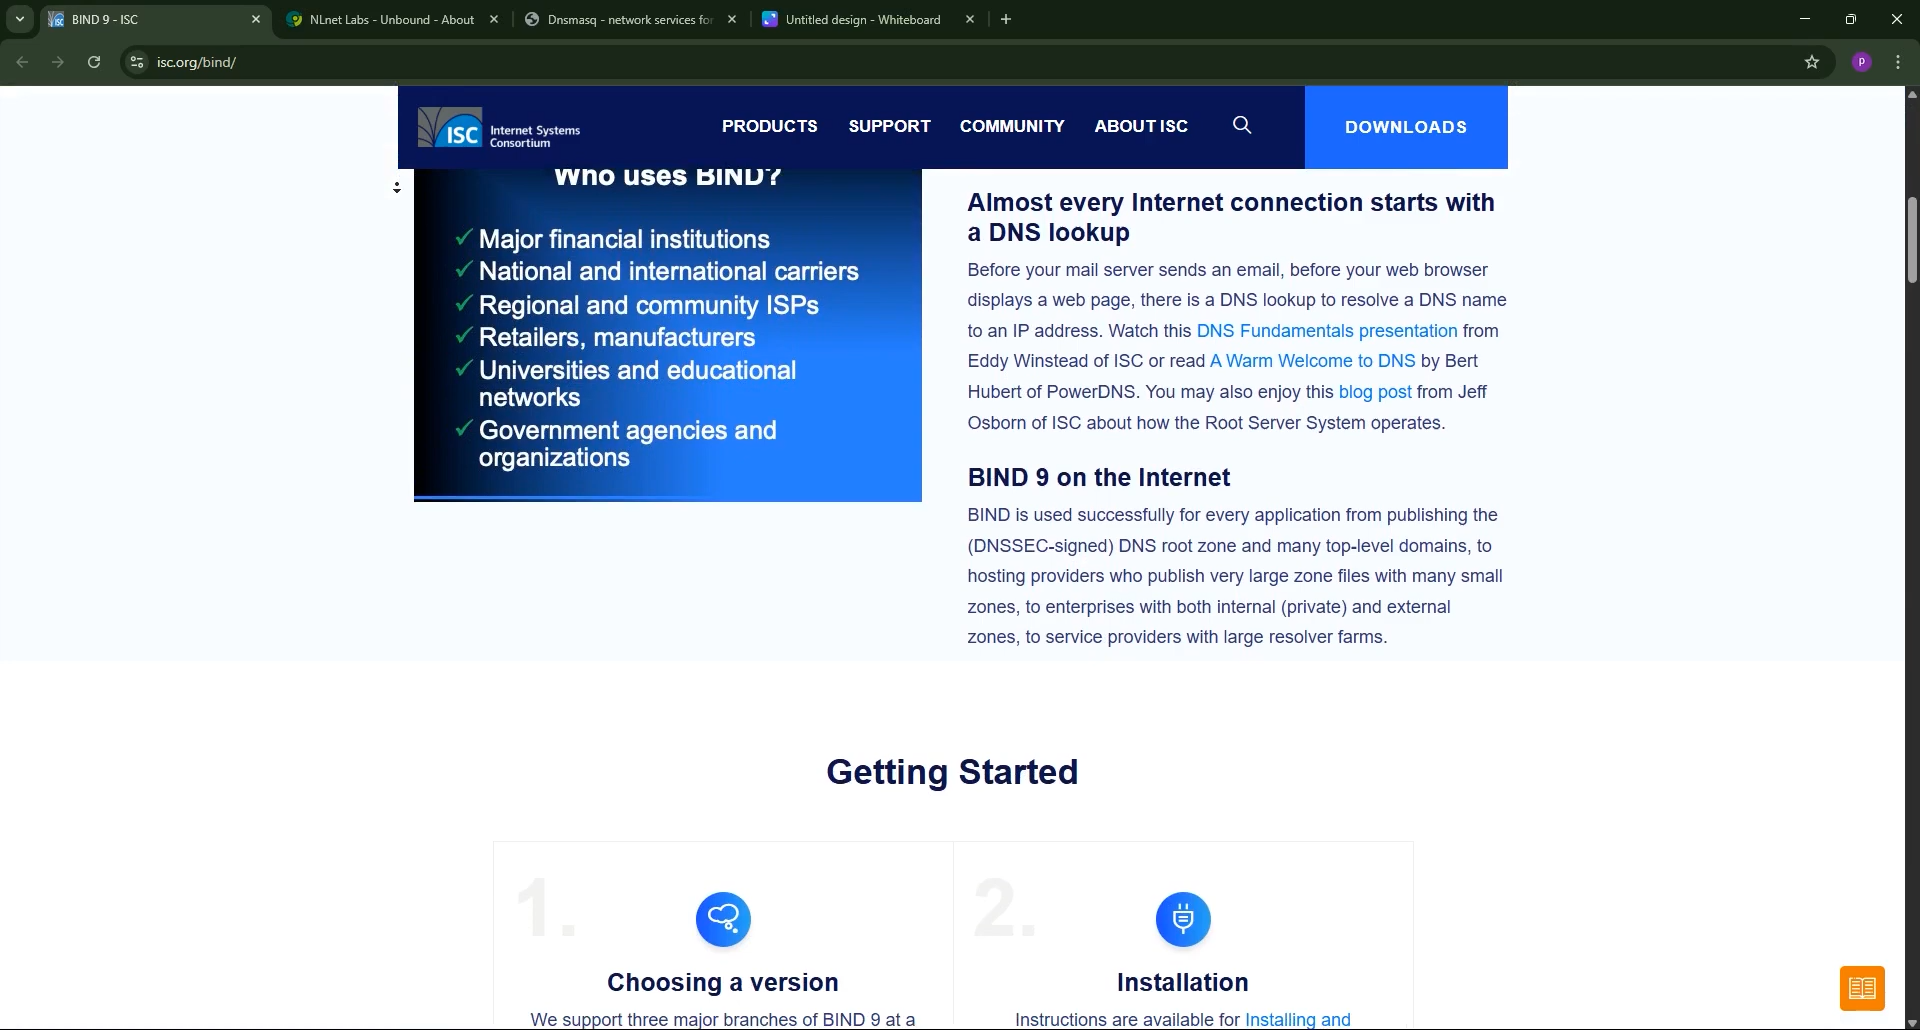 BIND 9 - ISC
NLnet Labs - Unbound - About
Dnsmasq - network services for
Untitled design - Whiteboard
isc.org/bind/
P
ISC
Internet Systems
Consortium
PRODUCTS
SUPPORT
COMMUNITY
ABOUT ISC
DOWNLOADS
Who uses BIND?
✓ Major financial institutions
✓ National and international carriers
✓ Regional and community ISPs
✓ Retailers, manufacturers
✓ Universities and educational
networks
✓ Government agencies and
organizations
Almost every Internet connection starts with
a DNS lookup
Before your mail server sends an email, before your web browser
displays a web page, there is a DNS lookup to resolve a DNS name
to an IP address. Watch this DNS Fundamentals presentation from
Eddy Winstead of ISC or read A Warm Welcome to DNS by Bert
Hubert of PowerDNS. You may also enjoy this blog post from Jeff
Osborn of ISC about how the Root Server System operates.
BIND 9 on the Internet
BIND is used successfully for every application from publishing the
(DNSSEC-signed) DNS root zone and many top-level domains, to
hosting providers who publish very large zone files with many small
zones, to enterprises with both internal (private) and external
zones, to service providers with large resolver farms.
Getting Started
1.
Choosing a version
We support three major branches of BIND 9 at a
2.
Installation
Instructions are available for Installing and